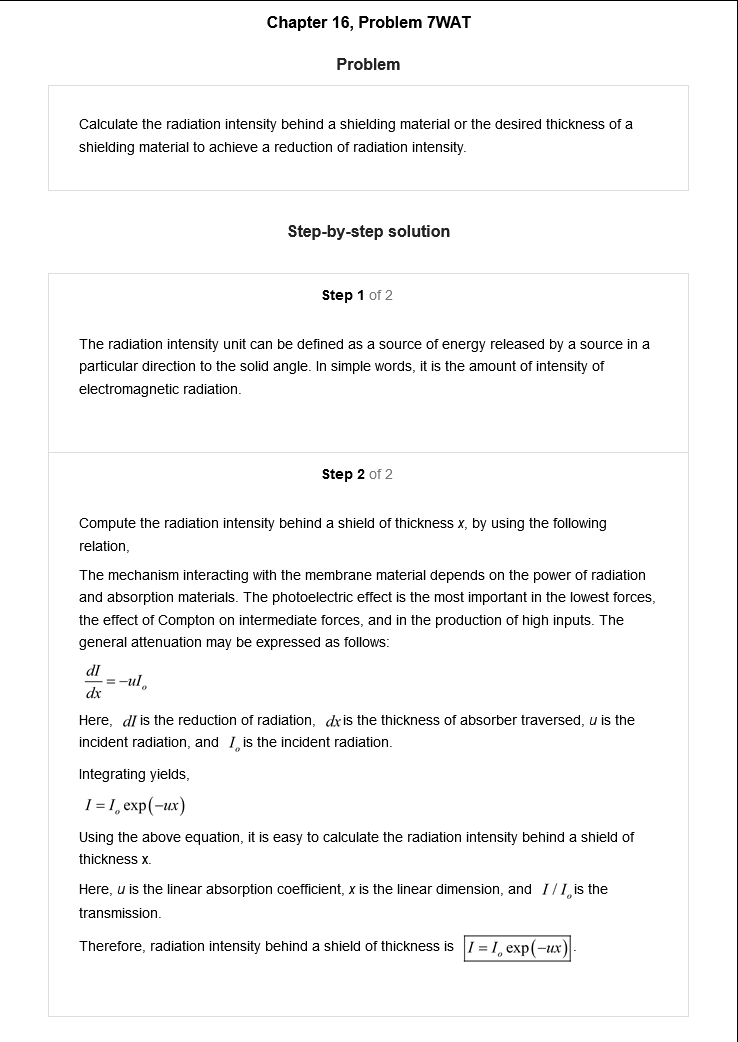 Chapter 16, Problem 7WAT
Problem
Calculate the radiation intensity behind a shielding material or the desired thickness of a
shielding material to achieve a reduction of radiation intensity.
Step-by-step solution
Step 1 of 2
The radiation intensity unit can be defined as a source of energy released by a source in a
particular direction to the solid angle. In simple words, it is the amount of intensity of
electromagnetic radiation.
Step 2 of 2
Compute the radiation intensity behind a shield of thickness x, by using the following
relation,
The mechanism interacting with the membrane material depends on the power of radiation
and absorption materials. The photoelectric effect is the most important in the lowest forces,
the effect of Compton on intermediate forces, and in the production of high inputs. The
general attenuation may be expressed as follows:
dI/dx = −uIₒ
Here, dI is the reduction of radiation, dx is the thickness of absorber traversed, u is the
incident radiation, and Iₒ is the incident radiation.
Integrating yields,
I = Iₒ exp(−ux)
Using the above equation, it is easy to calculate the radiation intensity behind a shield of
thickness x.
Here, u is the linear absorption coefficient, x is the linear dimension, and I / Iₒ is the
transmission.
Therefore, radiation intensity behind a shield of thickness is I = Iₒ exp(−ux).